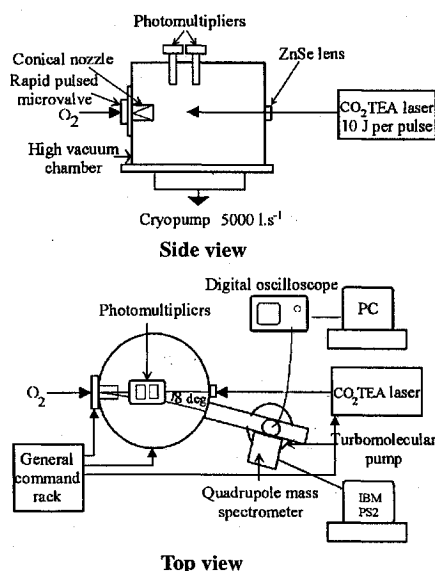 Photomultipliers
Conical nozzle
Rapid pulsed
microvalve
O2
High vacuum
chamber
ZnSe lens
CO2TEA laser
10 J per pulse
Cryopump 5000 l.s-1
Side view
Digital oscilloscope
PC
Photomultipliers
O2
18 deg
CO2TEA laser
General
command
rack
Turbomolecular
pump
Quadrupole mass
spectrometer
IBM
PS2
Top view